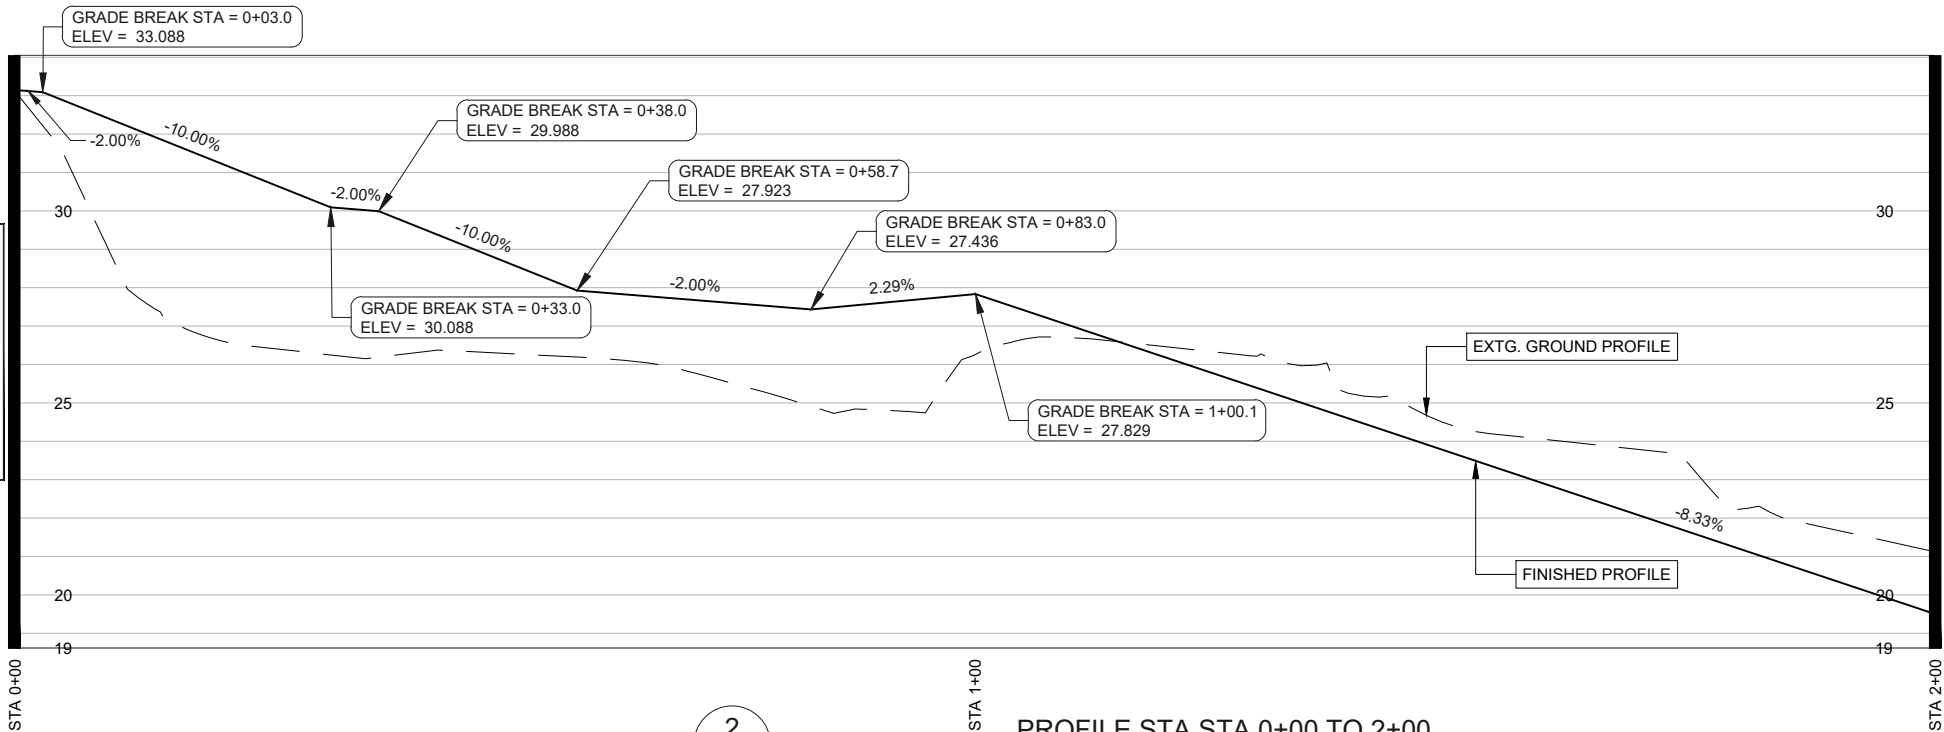 GRADE BREAK STA = 0+03.0
ELEV = 33.088
GRADE BREAK STA = 0+38.0
ELEV = 29.988
-10.00%
-2.00%
GRADE BREAK STA = 0+58.7
ELEV = 27.923
-2.00%
30
30
GRADE BREAK STA = 0+83.0
ELEV = 27.436
-10.00%
-2.00%
2.29%
GRADE BREAK STA = 0+33.0
ELEV = 30.088
EXTG. GROUND PROFILE
25
25
GRADE BREAK STA = 1+00.1
ELEV = 27.829
-8.33%
FINISHED PROFILE
20
20
19
19
STA 0+00
STA 1+00
STA 2+00
2
PROFILE STA STA 0+00 TO 2+00